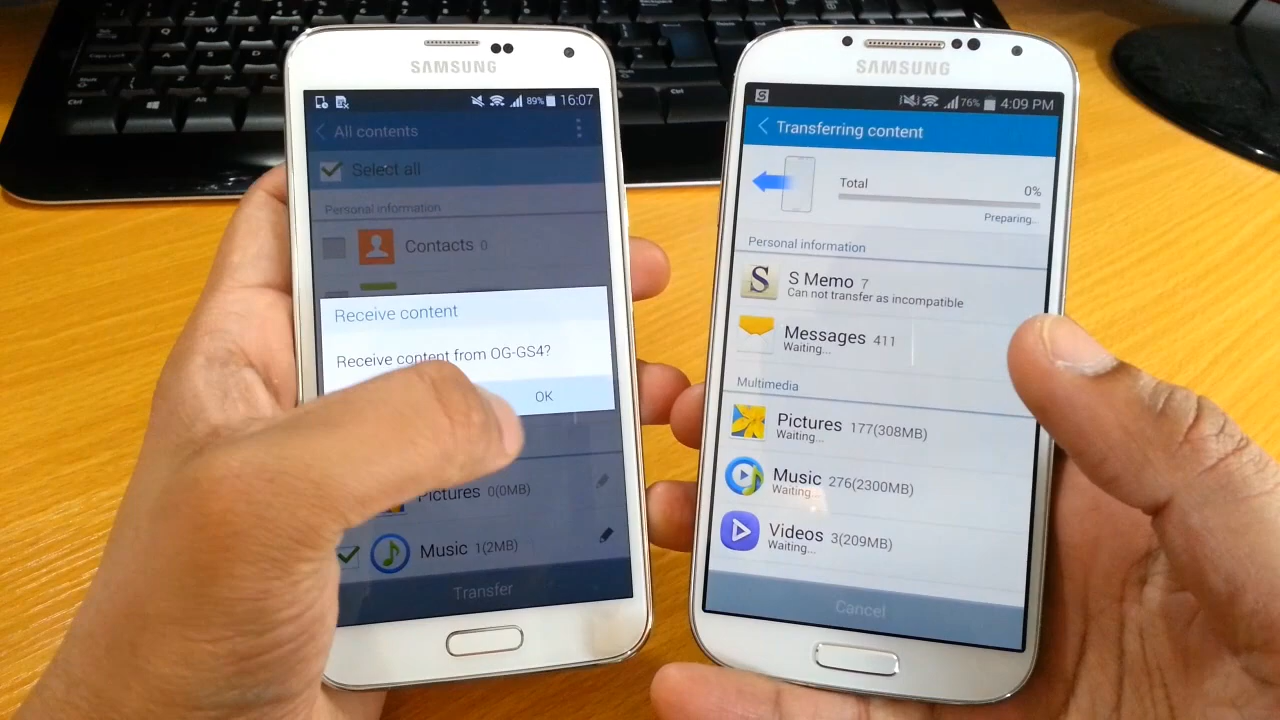 SAMSUNG
89% 16:07
All contents
Select all
Personal information
Contacts 0
Receive content
Receive content from OG-GS4?
OK
Pictures 0(0MB)
Music 1(2MB)
Transfer
SAMSUNG
76% 4:09 PM
Transferring content
Total
0%
Preparing..
Personal information
S Memo 7
Can not transfer as incompatible
Messages 411
Waiting...
Multimedia
Pictures 177(308MB)
Waiting...
Music 276(2300MB)
Waiting...
Videos 3(209MB)
Waiting...
Cancel